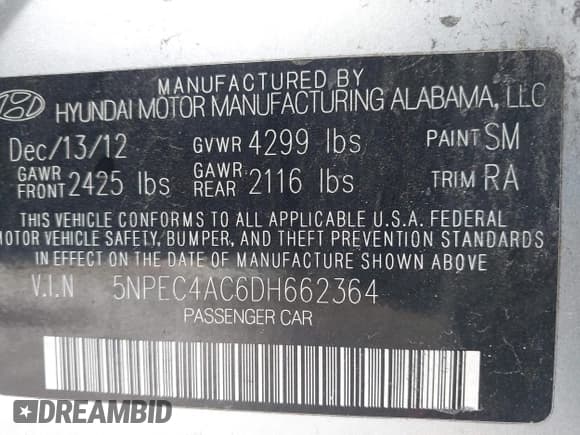 MANUFACTURED BY
HYUNDAI MOTOR MANUFACTURING ALABAMA, LLC
Dec/13/12 GVWR 4299 lbs PAINT SM
GAWR FRONT 2425 lbs GAWR REAR 2116 lbs TRIM RA
THIS VEHICLE CONFORMS TO ALL APPLICABLE U.S.A. FEDERAL
MOTOR VEHICLE SAFETY, BUMPER, AND THEFT PREVENTION STANDARDS
IN EFFECT ON THE DATE OF MANUFACTURE SHOWN ABOVE.
V.I.N 5NPEC4AC6DH662364
PASSENGER CAR
DREAMBID